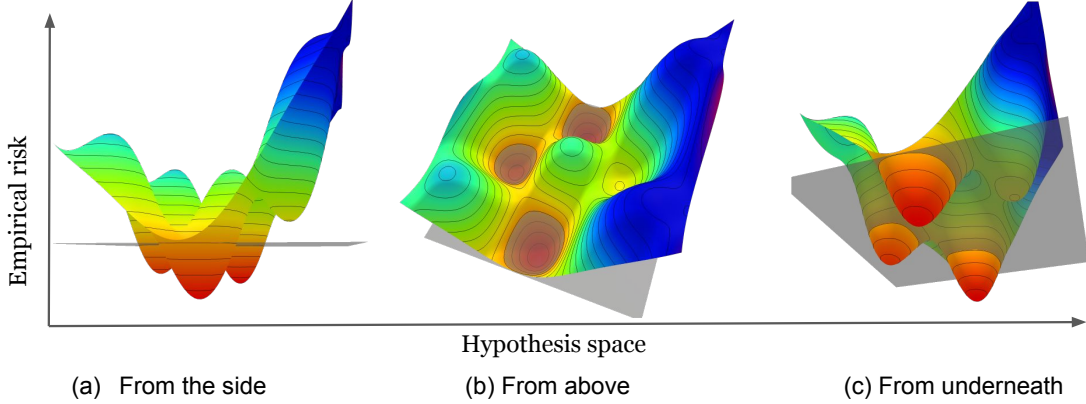 Empirical risk
Hypothesis space
(a) From the side
(b) From above
(c) From underneath